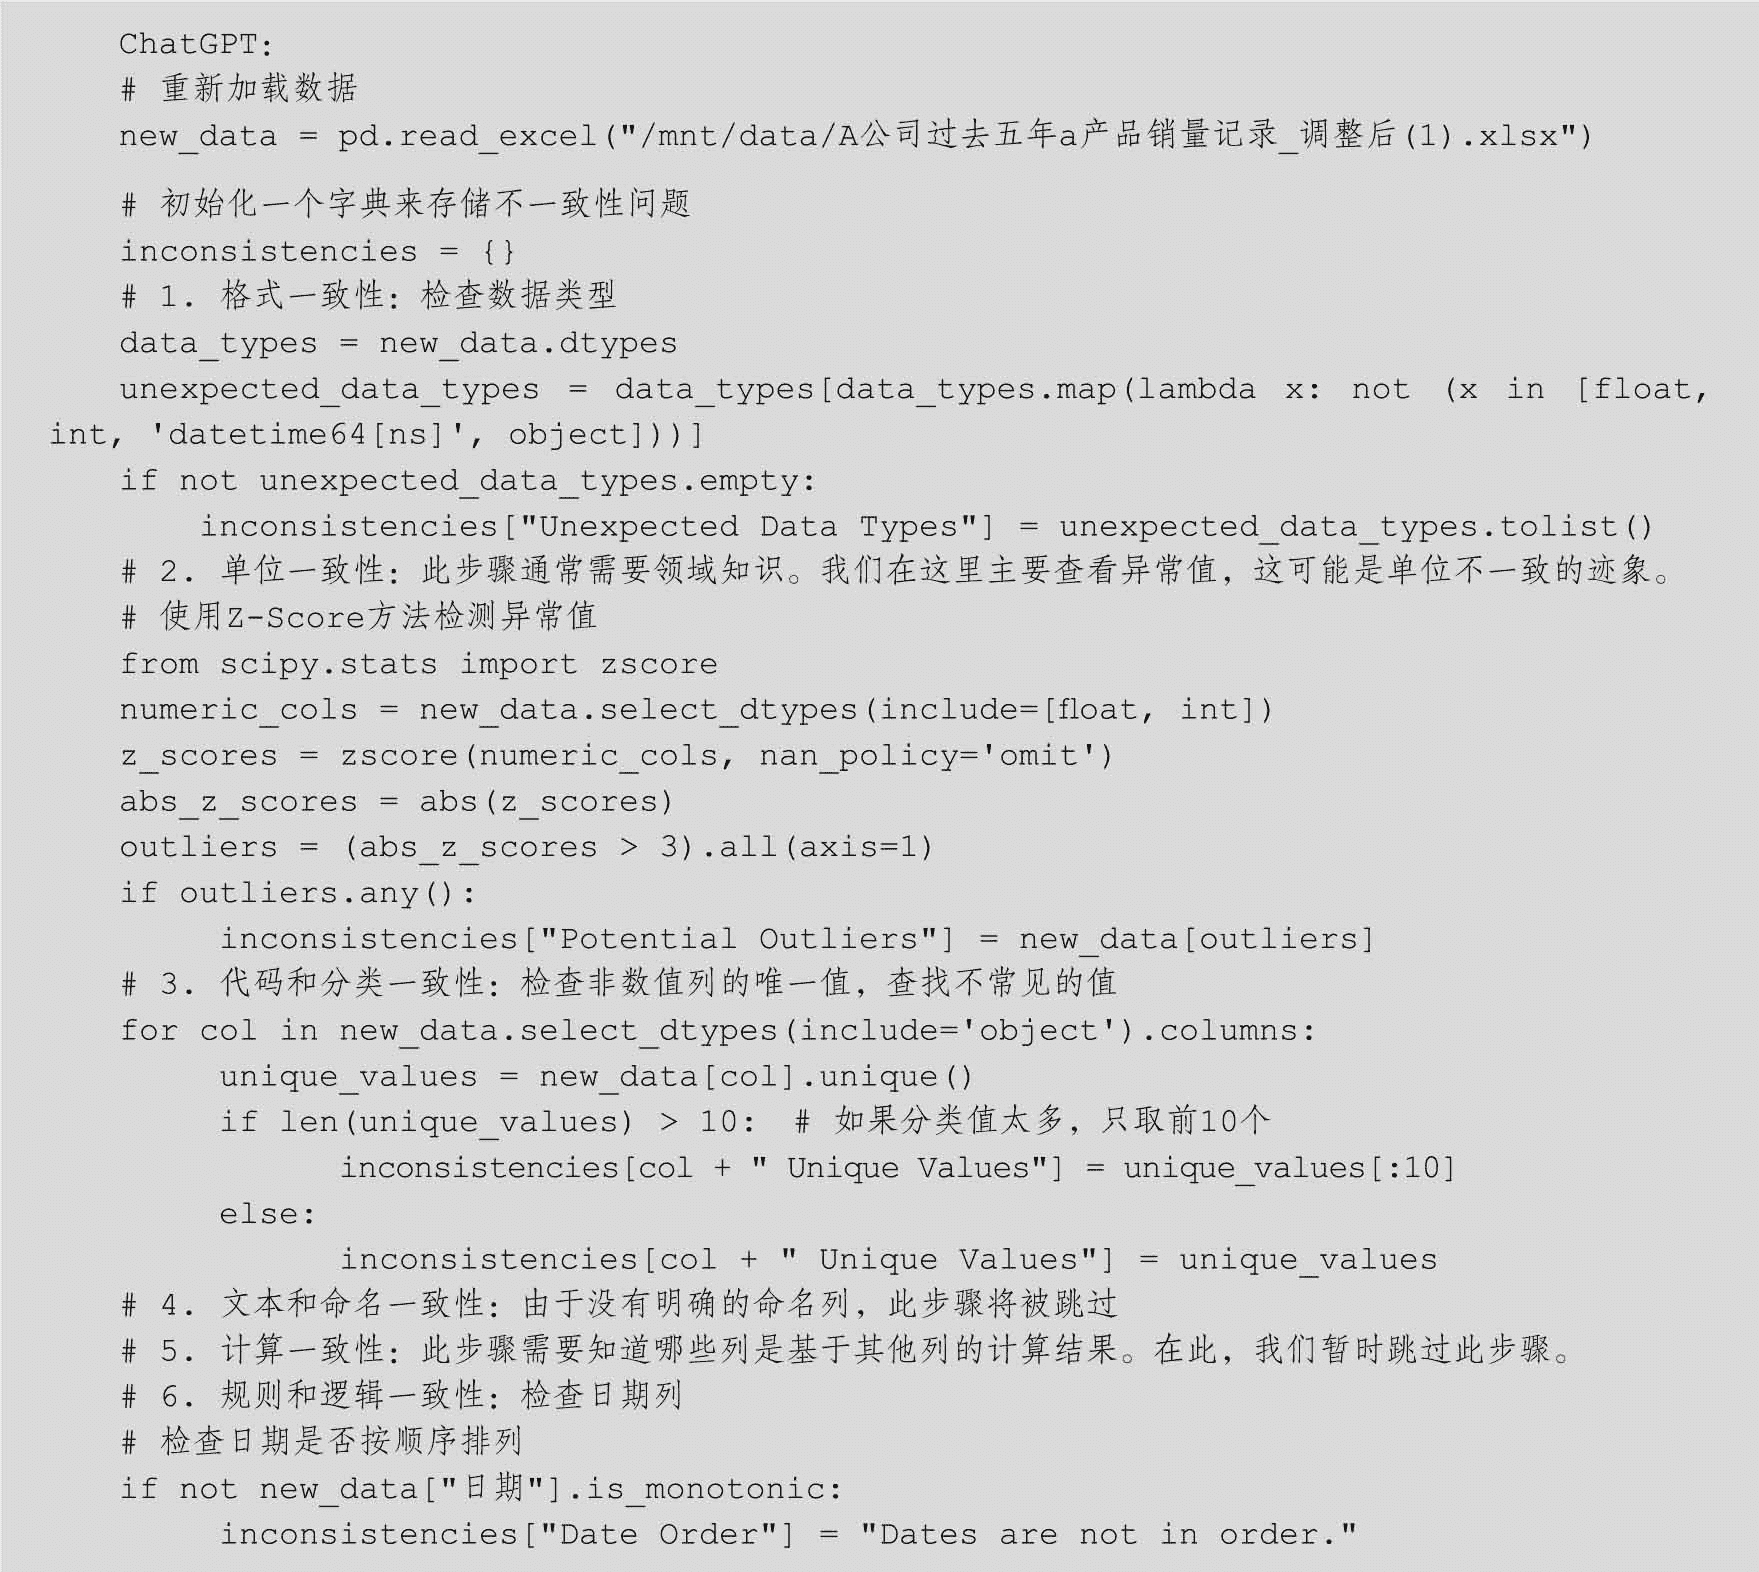 ChatGPT:
# 重新加载数据
new_data = pd.read_excel("/mnt/data/A公司过去五年a产品销量记录_调整后(1).xlsx")
# 初始化一个字典来存储不一致性问题
inconsistencies = {}
# 1. 格式一致性：检查数据类型
data_types = new_data.dtypes
unexpected_data_types = data_types[data_types.map(lambda x: not (x in [float,
int, 'datetime64[ns]', object]))]
if not unexpected_data_types.empty:
    inconsistencies["Unexpected Data Types"] = unexpected_data_types.tolist()
# 2. 单位一致性：此步骤通常需要领域知识。我们在这里主要查看异常值，这可能是单位不一致的迹象。
# 使用Z-Score方法检测异常值
from scipy.stats import zscore
numeric_cols = new_data.select_dtypes(include=[float, int])
z_scores = zscore(numeric_cols, nan_policy='omit')
abs_z_scores = abs(z_scores)
outliers = (abs_z_scores > 3).all(axis=1)
if outliers.any():
     inconsistencies["Potential Outliers"] = new_data[outliers]
# 3. 代码和分类一致性：检查非数值列的唯一值，查找不常见的值
for col in new_data.select_dtypes(include='object').columns:
     unique_values = new_data[col].unique()
     if len(unique_values) > 10:  # 如果分类值太多，只取前10个
           inconsistencies[col + " Unique Values"] = unique_values[:10]
     else:
           inconsistencies[col + " Unique Values"] = unique_values
# 4. 文本和命名一致性：由于没有明确的命名列，此步骤将被跳过
# 5. 计算一致性：此步骤需要知道哪些列是基于其他列的计算结果。在此，我们暂时跳过此步骤。
# 6. 规则和逻辑一致性：检查日期列
# 检查日期是否按顺序排列
if not new_data["日期"].is_monotonic:
     inconsistencies["Date Order"] = "Dates are not in order."